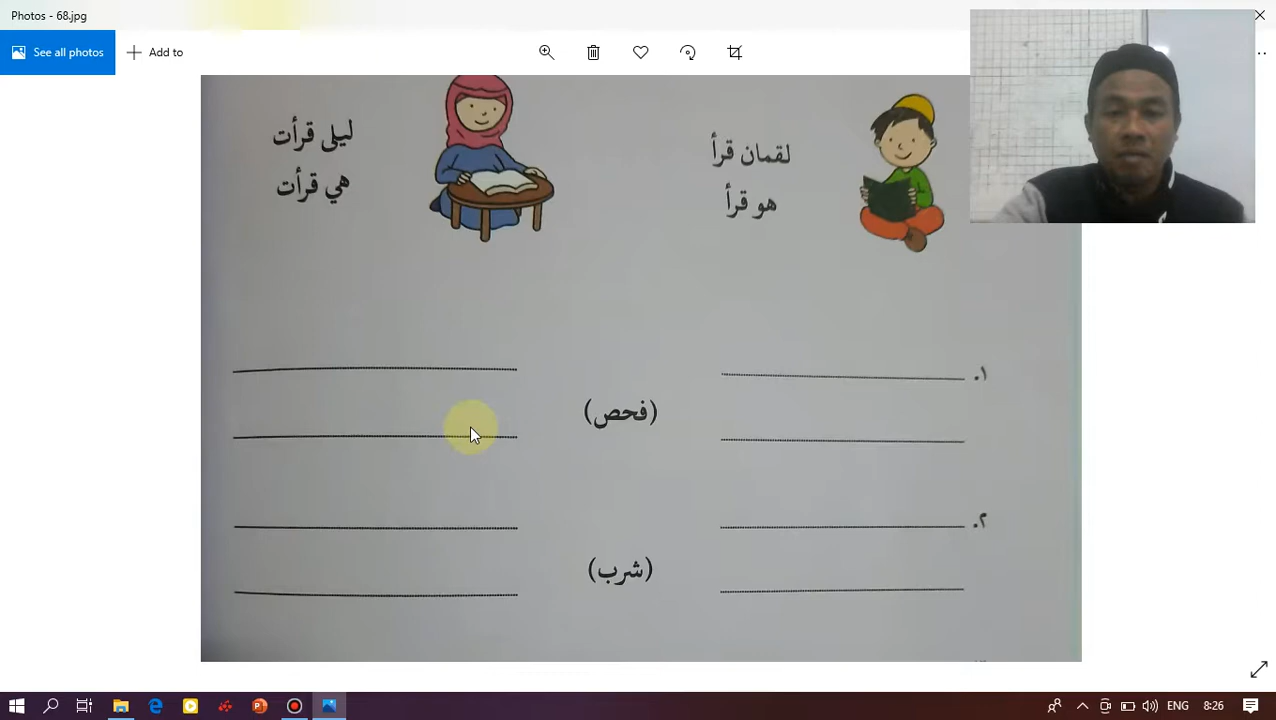 Photos - 68.jpg
See all photos
Add to
لقمان قرأ
هو قرأ
ليلى قرأت
هي قرأت
١.
(فحص)
٢.
(شرب)
ENG
8:26